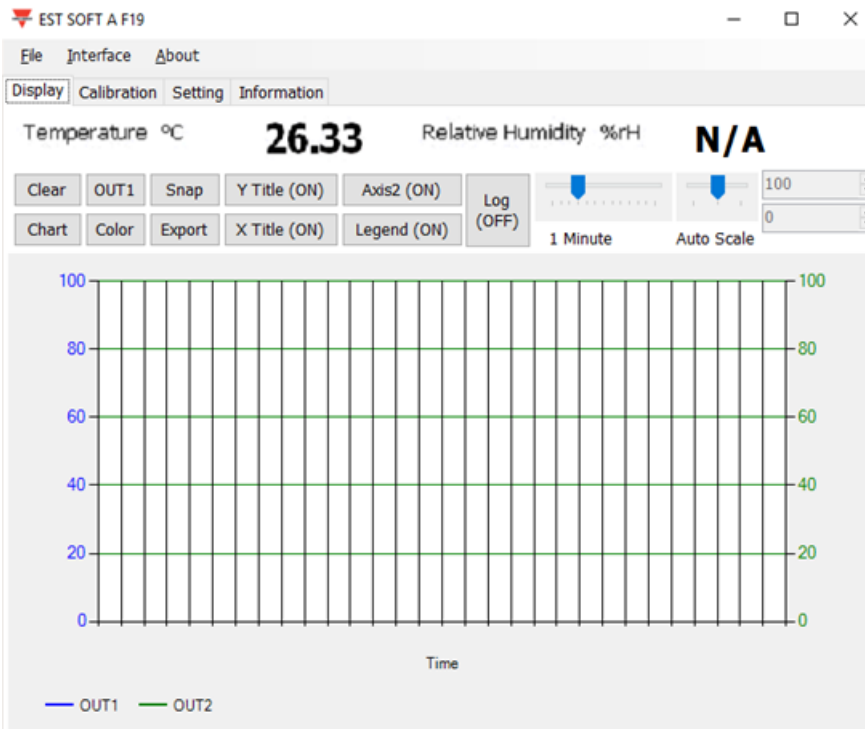 EST SOFT A F19
File Interface About
Display Calibration Setting Information
Temperature ºC 26.33 Relative Humidity %rH N/A
Clear OUT1 Snap Y Title (ON) Axis2 (ON) Log (OFF) 100
Chart Color Export X Title (ON) Legend (ON) 1 Minute Auto Scale 0
100 100
80 80
60 60
40 40
20 20
0 0
Time
OUT1 OUT2